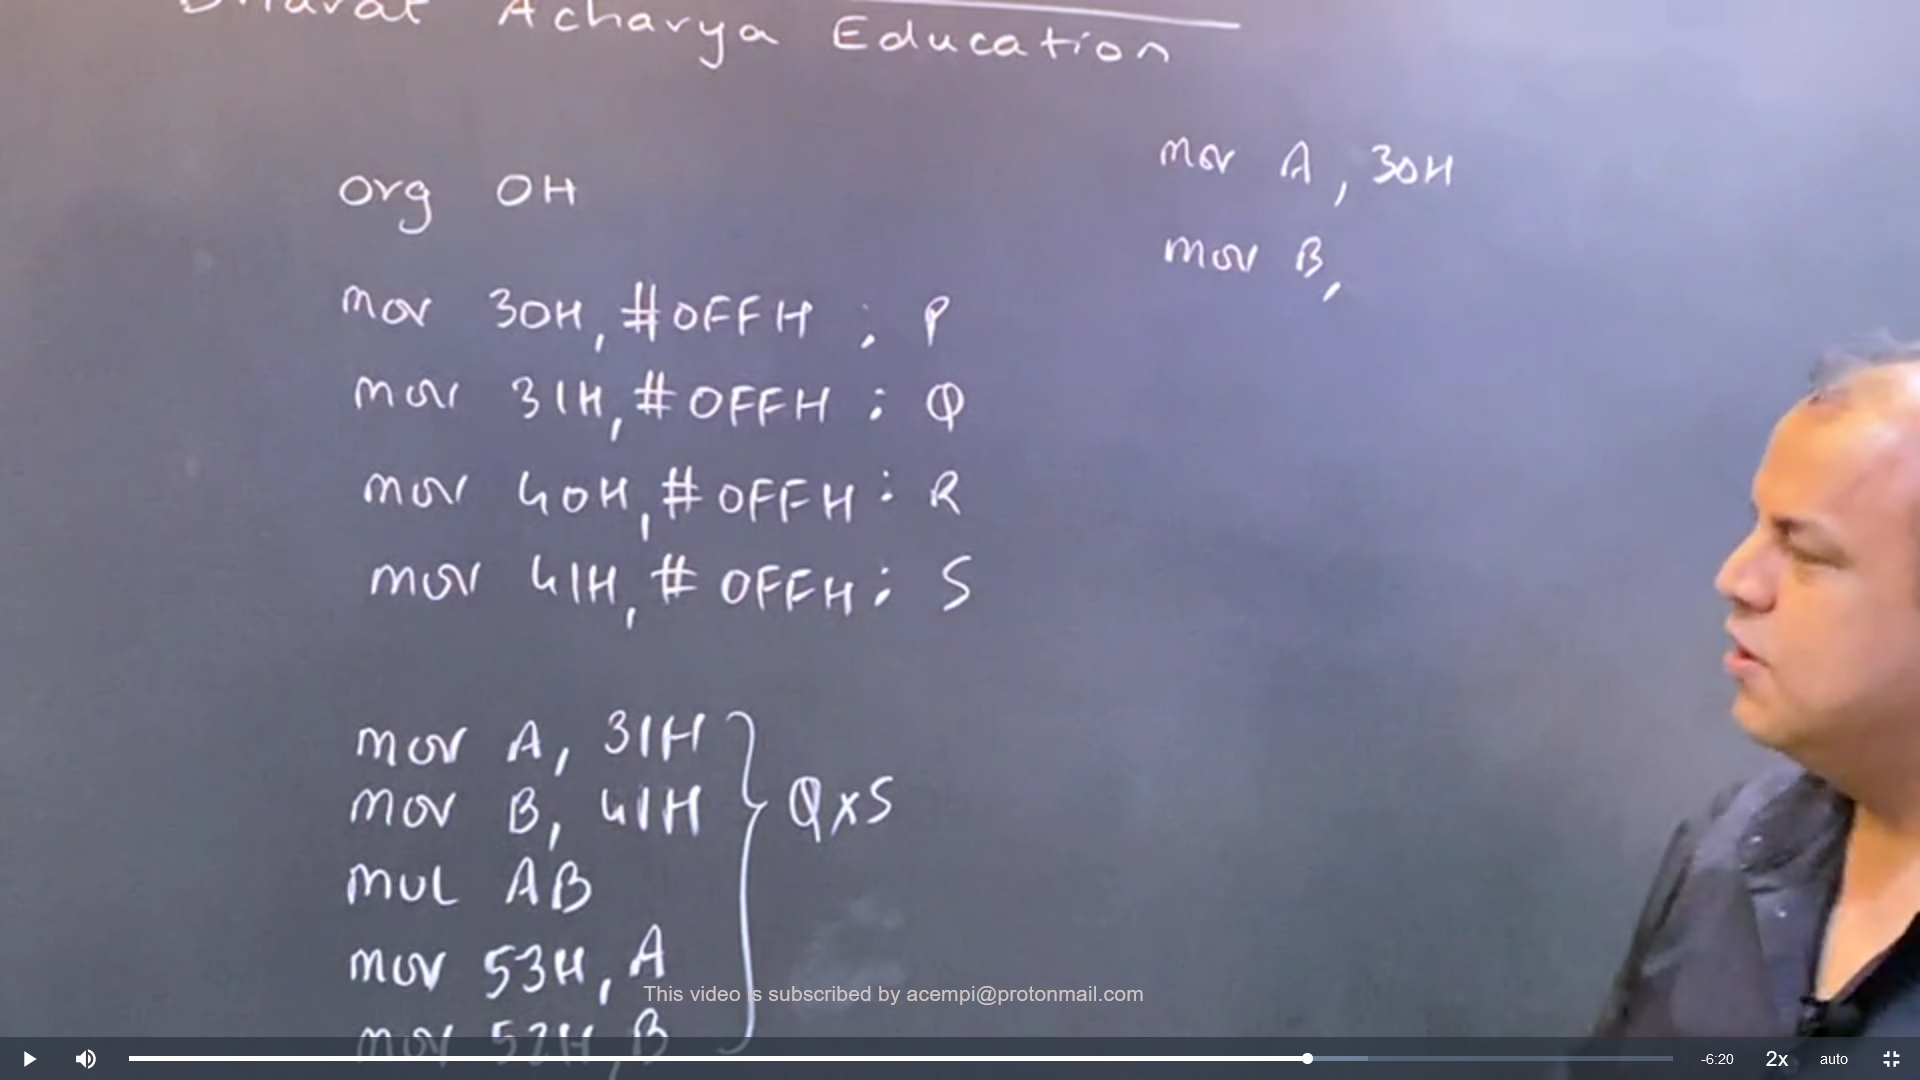 Bharat Acharya Education
org 0H
mov 30H, #0FFH ; P
mov 31H, #0FFH ; Q
mov 40H, #0FFH : R
mov 41H, #0FFH ; S
mov A, 31H
mov B, 41H
QxS
mul AB
mov 53H, A
mov 52H, B
mov A, 30H
mov B,
This video is subscribed by acempi@protonmail.com
-6:20
2x
auto